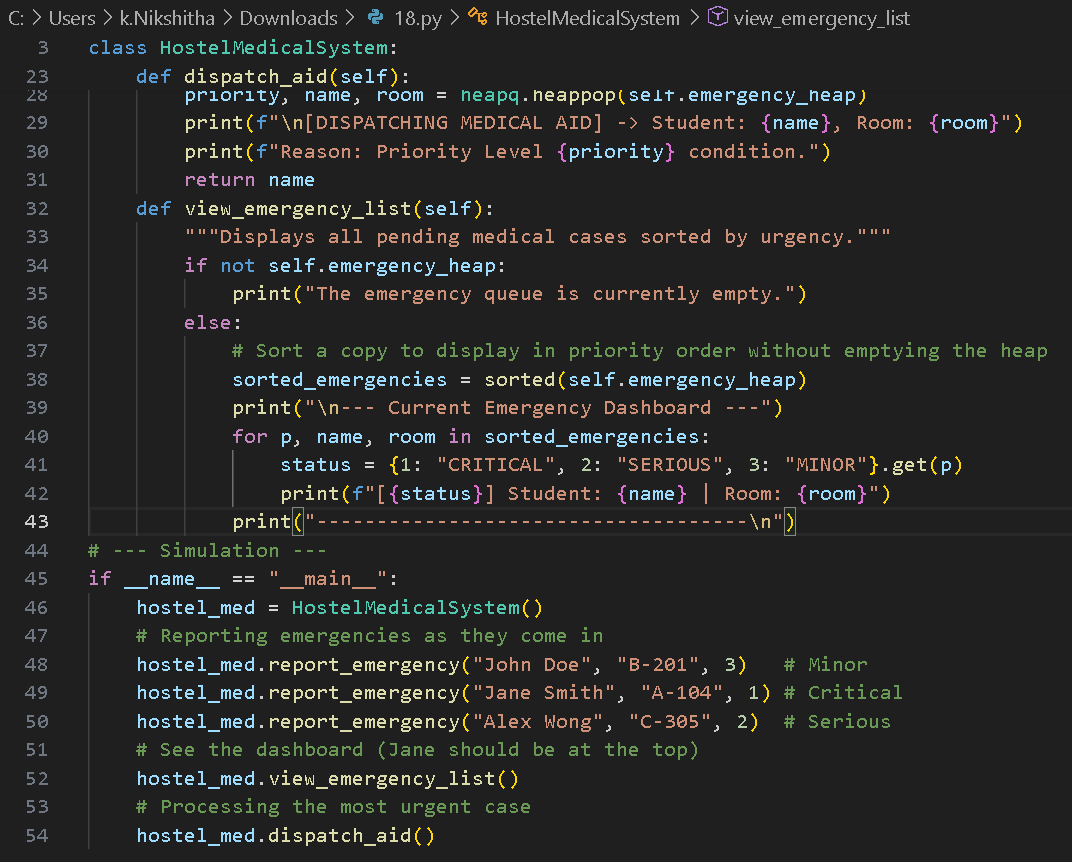 C: > Users > k.Nikshitha > Downloads > 18.py > HostelMedicalSystem > view_emergency_list
3 class HostelMedicalSystem:
23     def dispatch_aid(self):
28         priority, name, room = heapq.heappop(self.emergency_heap)
29         print(f"\n[DISPATCHING MEDICAL AID] -> Student: {name}, Room: {room}")
30         print(f"Reason: Priority Level {priority} condition.")
31         return name
32     def view_emergency_list(self):
33         """Displays all pending medical cases sorted by urgency."""
34         if not self.emergency_heap:
35             print("The emergency queue is currently empty.")
36         else:
37             # Sort a copy to display in priority order without emptying the heap
38             sorted_emergencies = sorted(self.emergency_heap)
39             print("\n--- Current Emergency Dashboard ---")
40             for p, name, room in sorted_emergencies:
41                 status = {1: "CRITICAL", 2: "SERIOUS", 3: "MINOR"}.get(p)
42                 print(f"[{status}] Student: {name} | Room: {room}")
43             print("------------------------------------\n")
44 # --- Simulation ---
45 if __name__ == "__main__":
46     hostel_med = HostelMedicalSystem()
47     # Reporting emergencies as they come in
48     hostel_med.report_emergency("John Doe", "B-201", 3)   # Minor
49     hostel_med.report_emergency("Jane Smith", "A-104", 1) # Critical
50     hostel_med.report_emergency("Alex Wong", "C-305", 2)  # Serious
51     # See the dashboard (Jane should be at the top)
52     hostel_med.view_emergency_list()
53     # Processing the most urgent case
54     hostel_med.dispatch_aid()